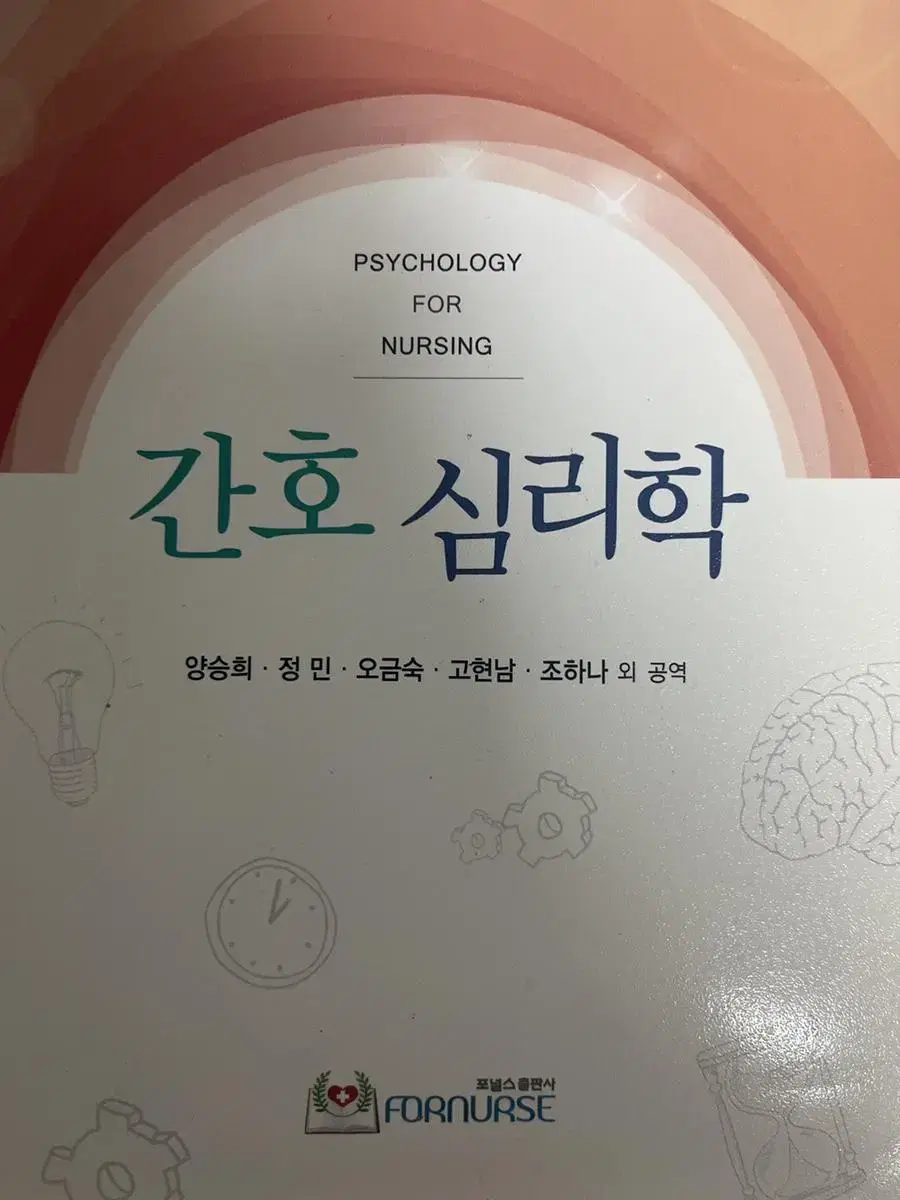 PSYCHOLOGY
FOR
NURSING
간호 심리학
양승희 · 정 민 · 오금숙 · 고현남 · 조하나 외 공역
포널스출판사
FORNURSE